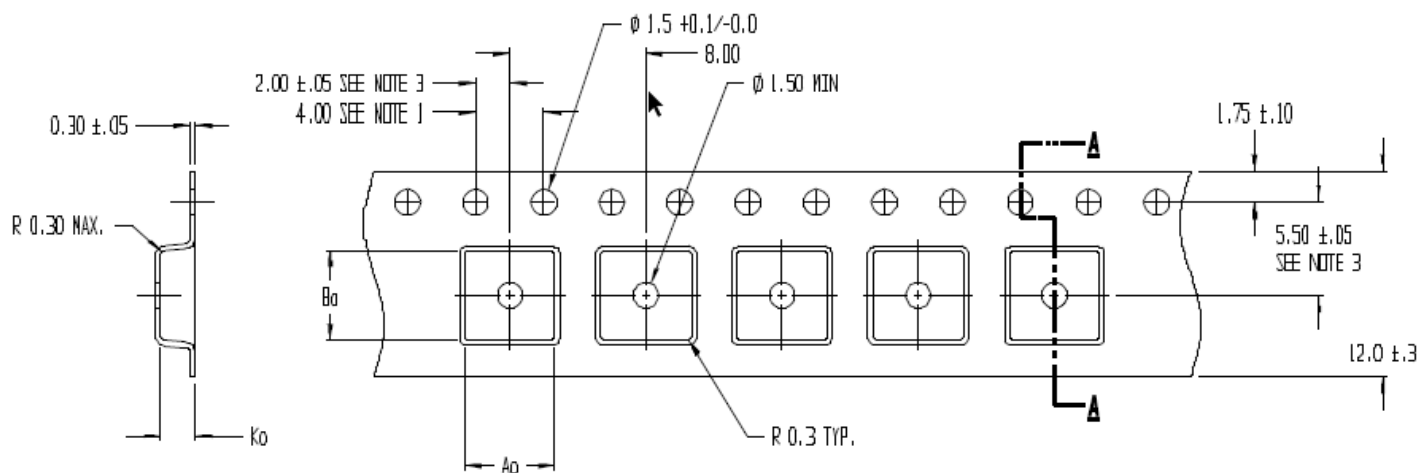 ϕ 1.5 +0.1/-0.0
8.00
2.00 ±.05 SEE NOTE 3
ϕ 1.50 MIN
4.00 SEE NOTE 1
0.30 ±.05
1.75 ±.10
A
R 0.30 MAX.
5.50 ±.05
SEE NOTE 3
Bo
12.0 ±.3
A
Ko
R 0.3 TYP.
Ao